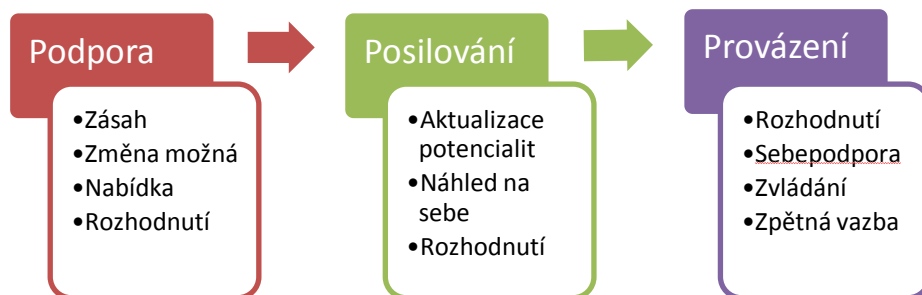 Podpora
•Zásah
•Změna možná
•Nabídka
•Rozhodnutí
Posilování
•Aktualizace
potencialit
•Náhled na
sebe
•Rozhodnutí
Provázení
•Rozhodnutí
•Sebepodpora
•Zvládání
•Zpětná vazba